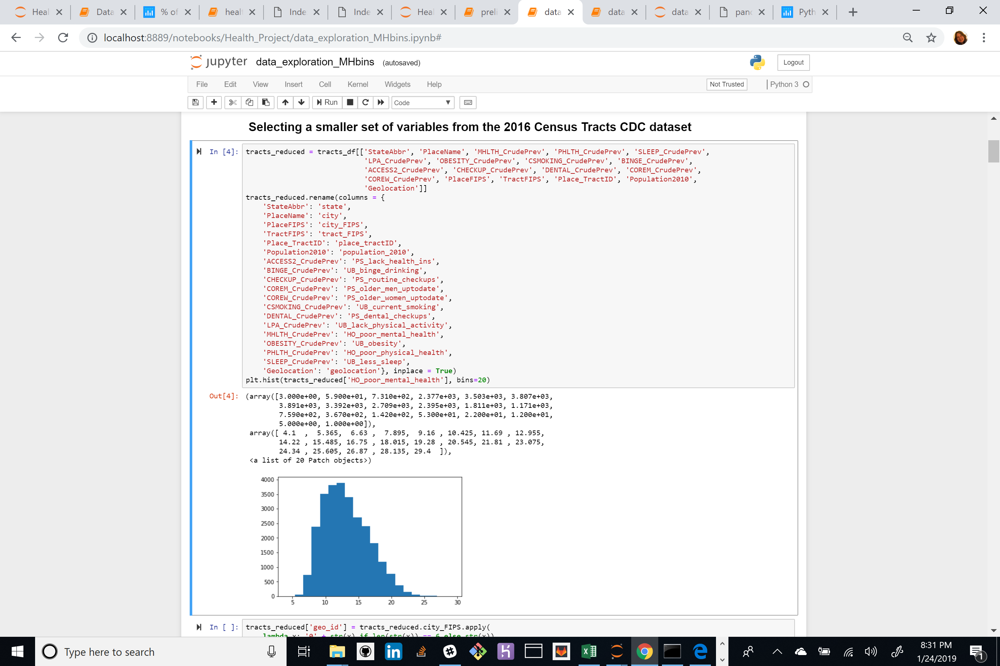 Heal
Data
% of
healt
Inde
Inde
Heal
preli
data
data
data
panc
Pyth
localhost:8889/notebooks/Health_Project/data_exploration_MHbins.ipynb#
jupyter data_exploration_MHbins (autosaved)
Logout
File Edit View Insert Cell Kernel Widgets Help
Not Trusted
Python 3
Run
Code
Selecting a smaller set of variables from the 2016 Census Tracts CDC dataset
In [4]: tracts_reduced = tracts_df[['StateAbbr', 'PlaceName', 'MHLTH_CrudePrev', 'PHLTH_CrudePrev', 'SLEEP_CrudePrev',
'LPA_CrudePrev', 'OBESITY_CrudePrev', 'CSMOKING_CrudePrev', 'BINGE_CrudePrev',
'ACCESS2_CrudePrev', 'CHECKUP_CrudePrev', 'DENTAL_CrudePrev', 'COREM_CrudePrev',
'COREW_CrudePrev', 'PlaceFIPS', 'TractFIPS', 'Place_TractID', 'Population2010',
'Geolocation']]
tracts_reduced.rename(columns = {
'StateAbbr': 'state',
'PlaceName': 'city',
'PlaceFIPS': 'city_FIPS',
'TractFIPS': 'tract_FIPS',
'Place_TractID': 'place_tractID',
'Population2010': 'population_2010',
'ACCESS2_CrudePrev': 'PS_lack_health_ins',
'BINGE_CrudePrev': 'UB_binge_drinking',
'CHECKUP_CrudePrev': 'PS_routine_checkups',
'COREM_CrudePrev': 'PS_older_men_uptodate',
'COREW_CrudePrev': 'PS_older_women_uptodate',
'CSMOKING_CrudePrev': 'UB_current_smoking',
'DENTAL_CrudePrev': 'PS_dental_checkups',
'LPA_CrudePrev': 'UB_lack_physical_activity',
'MHLTH_CrudePrev': 'HO_poor_mental_health',
'OBESITY_CrudePrev': 'UB_obesity',
'PHLTH_CrudePrev': 'HO_poor_physical_health',
'SLEEP_CrudePrev': 'UB_less_sleep',
'Geolocation': 'geolocation'}, inplace = True)
plt.hist(tracts_reduced['HO_poor_mental_health'], bins=20)
Out[4]: (array([3.000e+00, 5.900e+01, 7.310e+02, 2.377e+03, 3.503e+03, 3.807e+03,
3.891e+03, 3.392e+03, 2.709e+03, 2.395e+03, 1.811e+03, 1.171e+03,
7.590e+02, 3.670e+02, 1.420e+02, 5.300e+01, 2.200e+01, 1.200e+01,
5.000e+00, 1.000e+00]),
array([ 4.1 , 5.365, 6.63 , 7.895, 9.16 , 10.425, 11.69 , 12.955,
14.22 , 15.485, 16.75 , 18.015, 19.28 , 20.545, 21.81 , 23.075,
24.34 , 25.605, 26.87 , 28.135, 29.4 ]),
<a list of 20 Patch objects>)
4000
3500
3000
2500
2000
1500
1000
500
0
5 10 15 20 25 30
In [ ]: tracts_reduced['geo_id'] = tracts_reduced.city_FIPS.apply(
lambda x: '0' + str(x) if len(str(x)) == 6 else str(x))
Type here to search
8:31 PM
1/24/2019
1